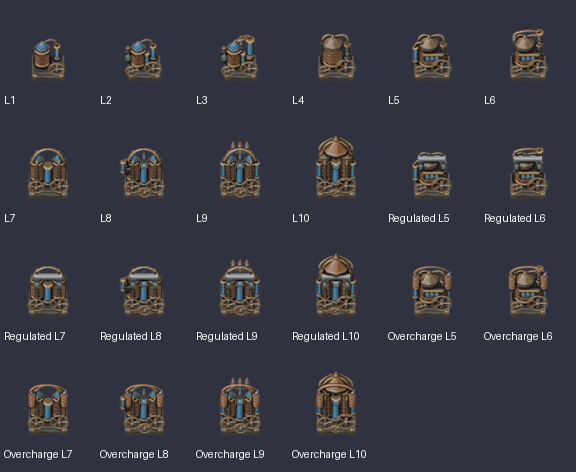 L1
L2
L3
L4
L5
L6
L7
L8
L9
L10
Regulated L5
Regulated L6
Regulated L7
Regulated L8
Regulated L9
Regulated L10
Overcharge L5
Overcharge L6
Overcharge L7
Overcharge L8
Overcharge L9
Overcharge L10